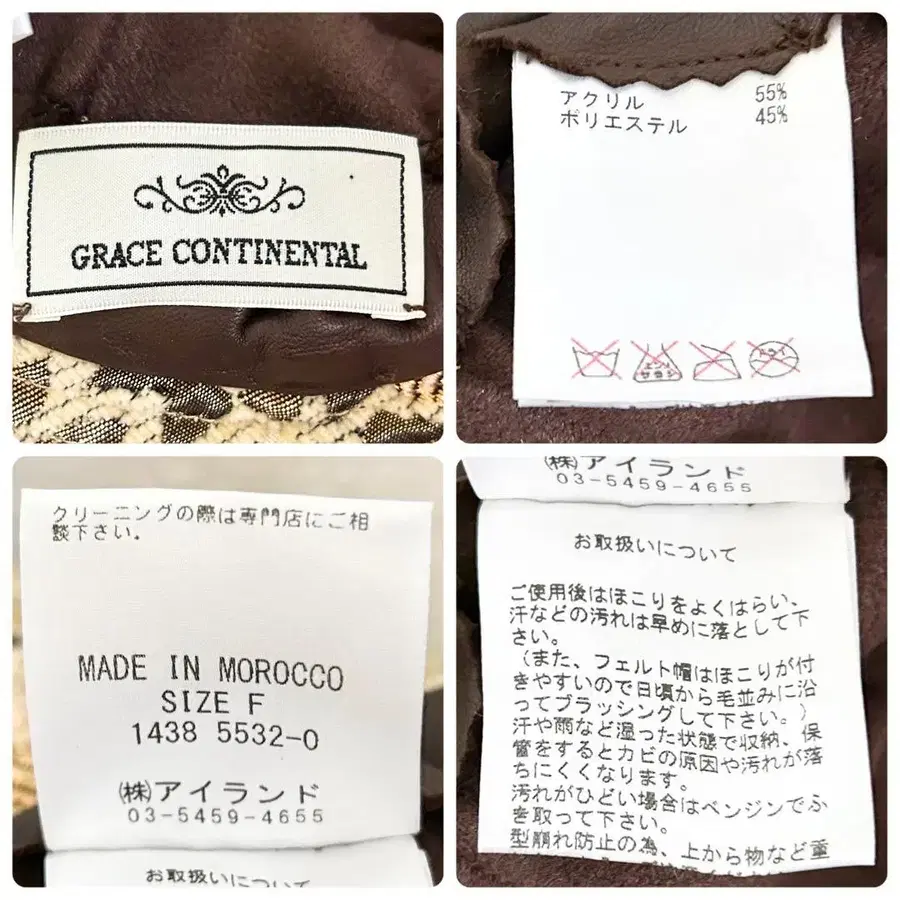 GRACE CONTINENTAL
アクリル 55%
ポリエステル 45%
エンソ
サラシ
ドライ
クリーニングの際は専門店にご相
談下さい。
MADE IN MOROCCO
SIZE F
1438 5532-0
㈱アイランド
03-5459-4655
お取扱いについて
㈱アイランド
03-5459-4655
お取扱いについて
ご使用後はほこりをよくはらい、
汗などの汚れは早めに落として下
さい。
(また、フェルト帽はほこりが付
きやすいので日頃から毛並みに沿
ってブラッシングして下さい。)
汗や雨など湿った状態で収納、保
管をするとカビの原因や汚れが落
ちにくくなります。
汚れがひどい場合はベンジンでふ
き取って下さい。
型崩れ防止の為、上から物など重